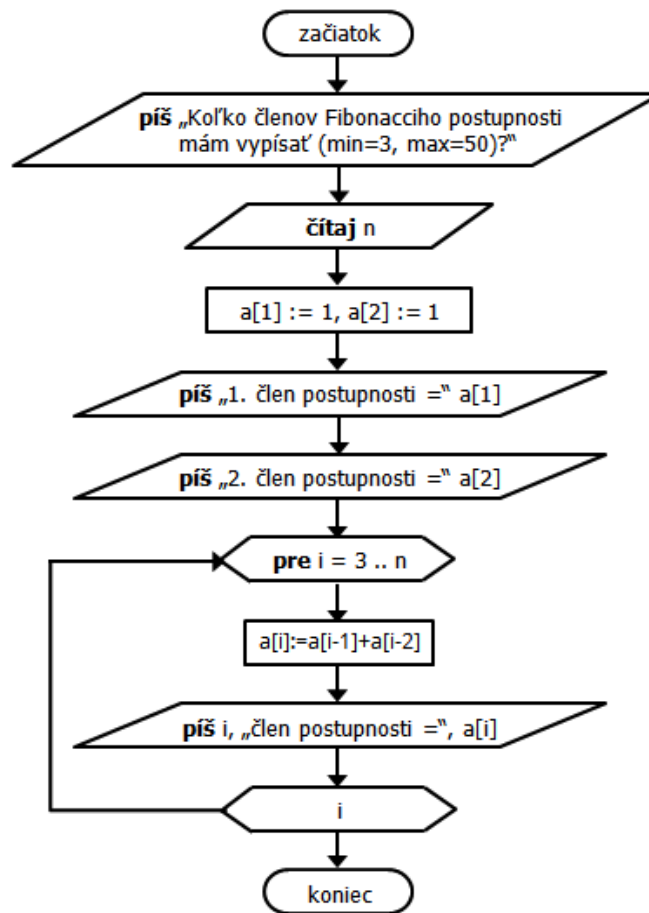 začiatok
píš „Koľko členov Fibonacciho postupnosti
mám vypísať (min=3, max=50)?“
čítaj n
a[1] := 1, a[2] := 1
píš „1. člen postupnosti =“ a[1]
píš „2. člen postupnosti =“ a[2]
pre i = 3 .. n
a[i]:=a[i-1]+a[i-2]
píš i, „člen postupnosti =“, a[i]
i
koniec